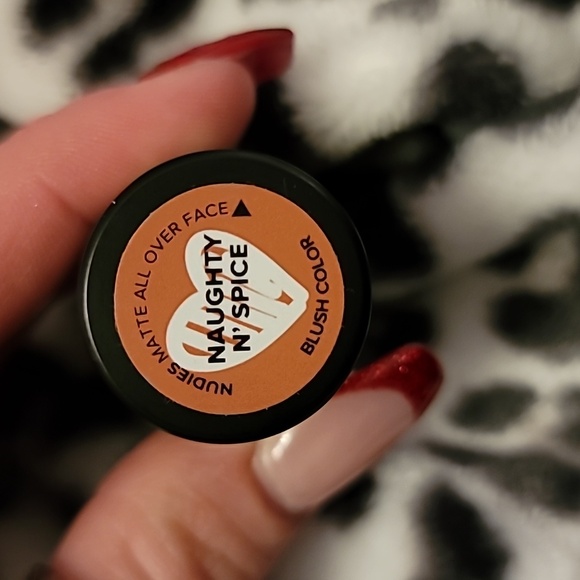 NUDIES MATTE ALL OVER FACE
BLUSH COLOR
NAUGHTY
N' SPICE